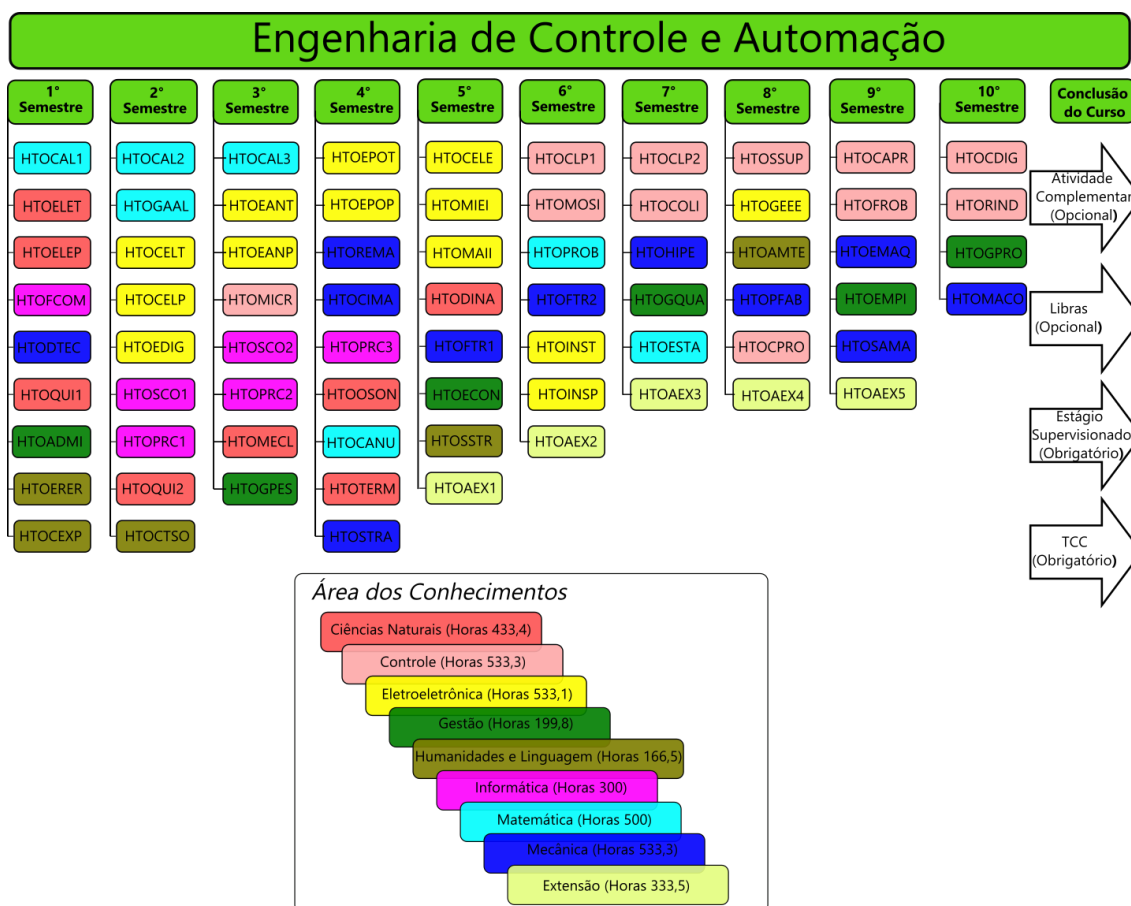 Engenharia de Controle e Automação
1°
Semestre
2°
Semestre
3°
Semestre
4°
Semestre
5°
Semestre
6°
Semestre
7°
Semestre
8°
Semestre
9°
Semestre
10°
Semestre
Conclusão
do Curso
HTOCAL1
HTOELET
HTOELEP
HTOFCOM
HTODTEC
HTOQUI1
HTOADMI
HTOERER
HTOCEXP
HTOCAL2
HTOGAAL
HTOCELT
HTOCELP
HTOEDIG
HTOSCO1
HTOPRC1
HTOQUI2
HTOCTSO
HTOCAL3
HTOEANT
HTOEANP
HTOMICR
HTOSCO2
HTOPRC2
HTOMECL
HTOGPES
HTOEPOT
HTOEPOP
HTOREMA
HTOCIMA
HTOPRC3
HTOOSON
HTOCANU
HTOTERM
HTOSTRA
HTOCELE
HTOMIEI
HTOMAII
HTODINA
HTOFTR1
HTOECON
HTOSSTR
HTOAEX1
HTOCLP1
HTOMOSI
HTOPROB
HTOFTR2
HTOINST
HTOINSP
HTOAEX2
HTOCLP2
HTOCOLI
HTOHIPE
HTOGQUA
HTOESTA
HTOAEX3
HTOSSUP
HTOGEEE
HTOAMTE
HTOPFAB
HTOCPRO
HTOAEX4
HTOCAPR
HTOFROB
HTOEMAQ
HTOEMPI
HTOSAMA
HTOAEX5
HTOCDIG
HTORIND
HTOGPRO
HTOMACO
Atividade
Complementar
(Opcional)
Libras
(Opcional)
Estágio
Supervisionado
(Obrigatório)
TCC
(Obrigatório)
Área dos Conhecimentos
Ciências Naturais (Horas 433,4)
Controle (Horas 533,3)
Eletroeletrônica (Horas 533,1)
Gestão (Horas 199,8)
Humanidades e Linguagem (Horas 166,5)
Informática (Horas 300)
Matemática (Horas 500)
Mecânica (Horas 533,3)
Extensão (Horas 333,5)